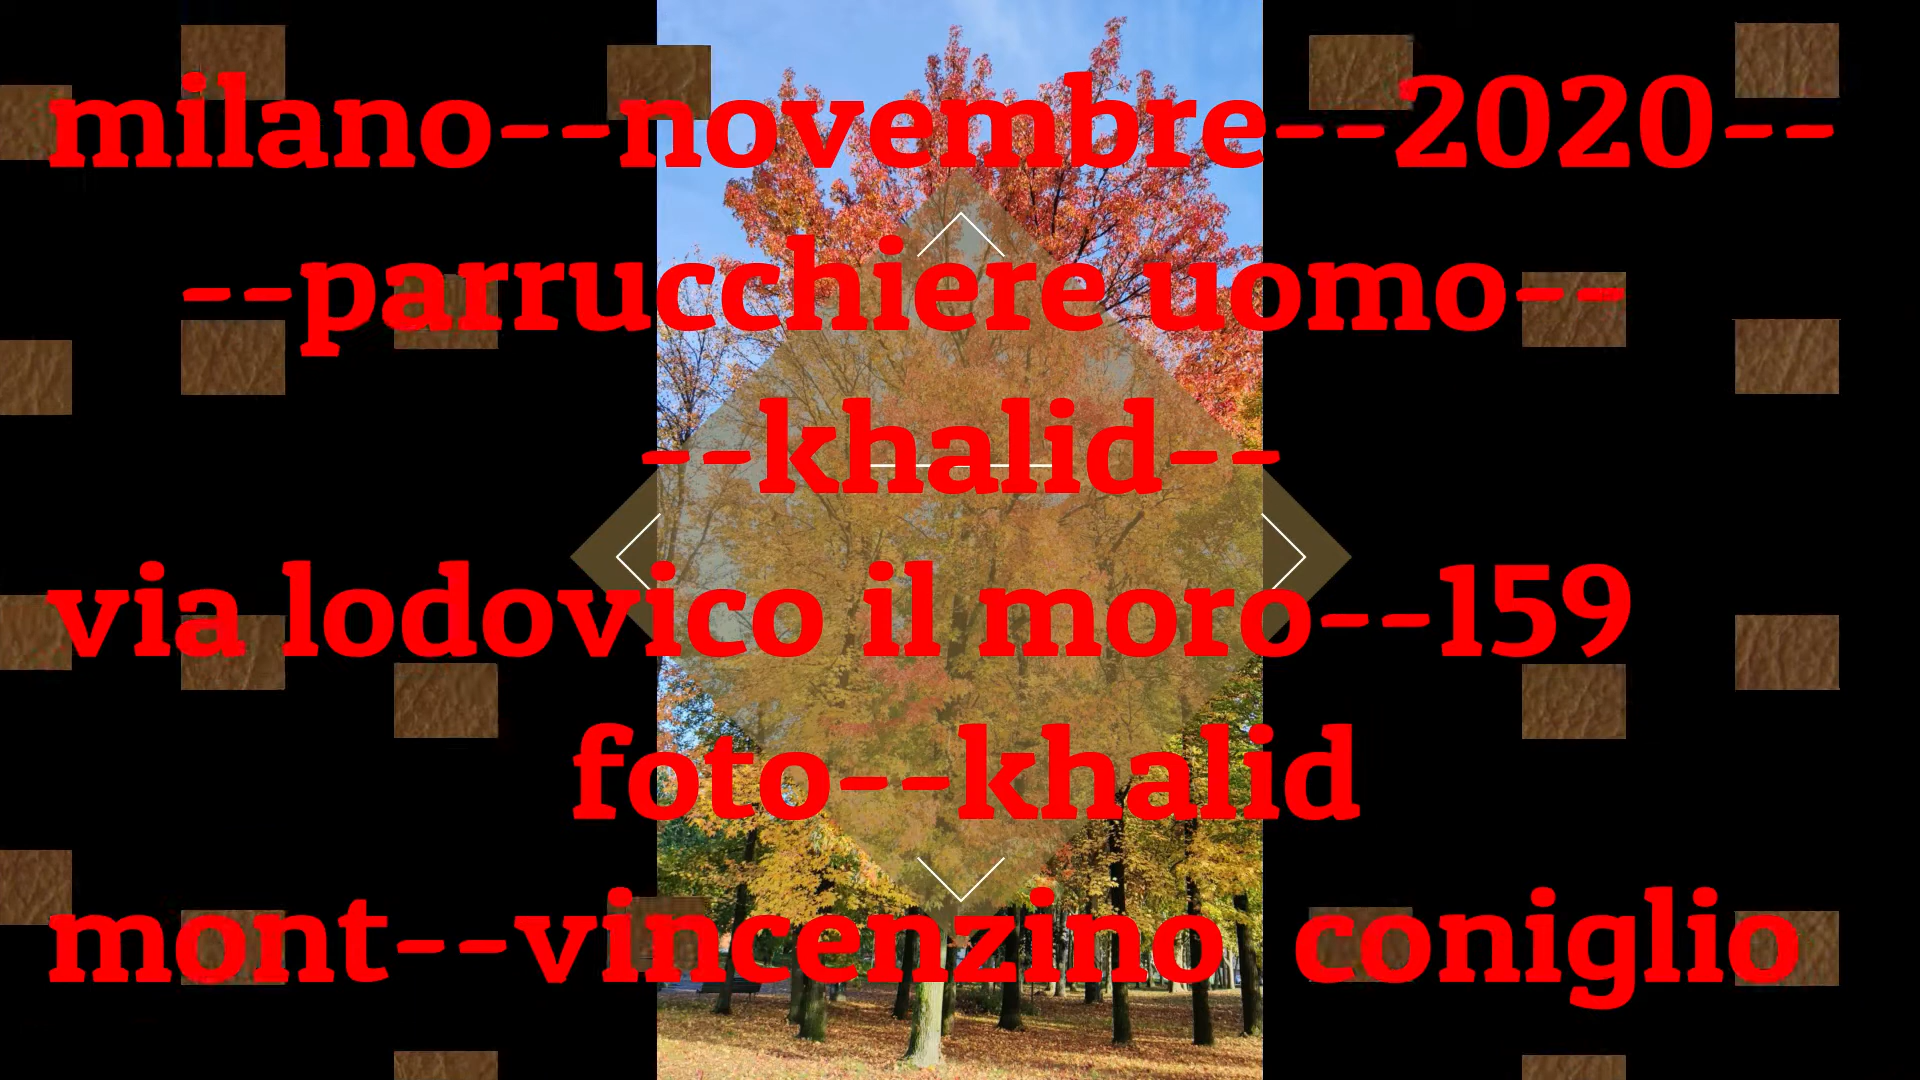 milano--novembre--2020--
--parrucchiere uomo--
--khalid--
via lodovico il moro--159
foto--khalid
mont--vincenzino coniglio